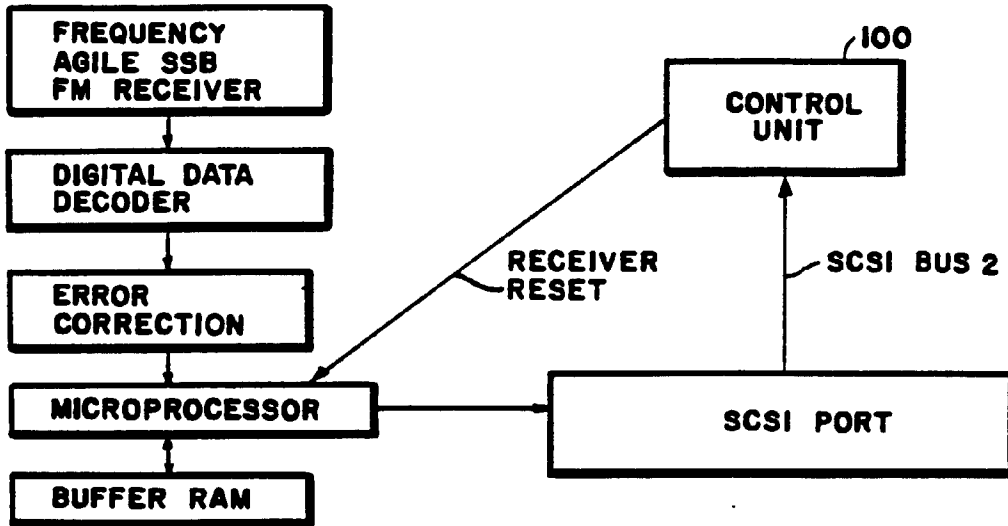 FREQUENCY
AGILE SSB
FM RECEIVER
DIGITAL DATA
DECODER
ERROR
CORRECTION
MICROPROCESSOR
BUFFER RAM
100
CONTROL
UNIT
RECEIVER
RESET
SCSI BUS 2
SCSI PORT